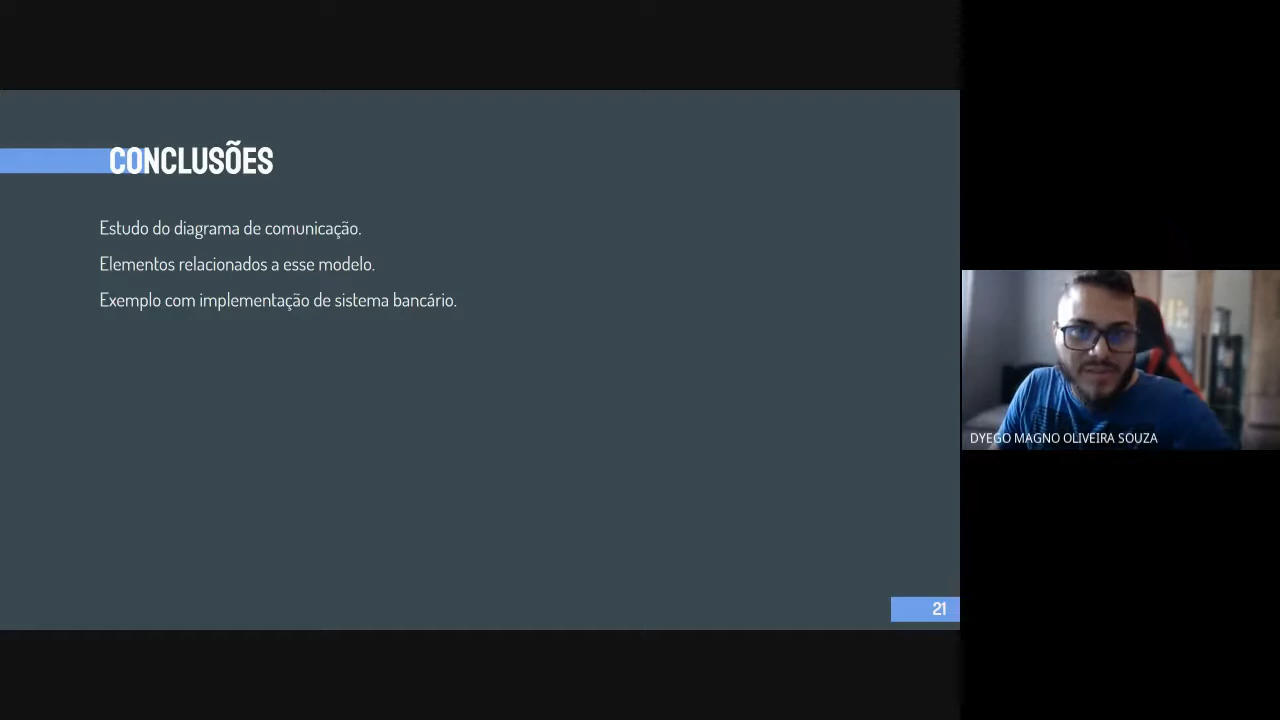 CONCLUSÕES
Estudo do diagrama de comunicação.
Elementos relacionados a esse modelo.
Exemplo com implementação de sistema bancário.
21
DYEGO MAGNO OLIVEIRA SOUZA